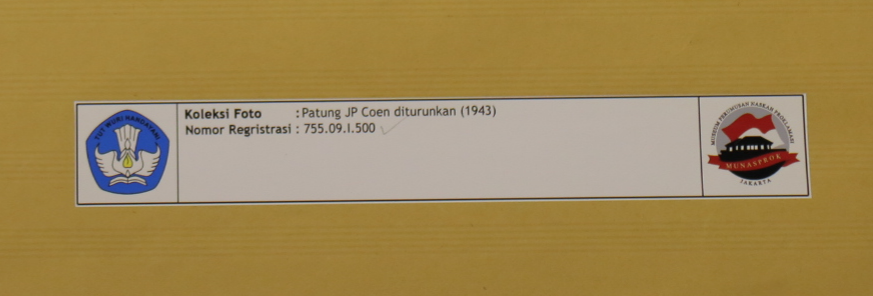 TUT WURI HANDAYANI
Koleksi Foto : Patung JP Coen diturunkan (1943)
Nomor Regristrasi : 755.09.I.500
MUSEUM PERUMUSAN NASKAH PROKLAMASI
MUNASPROK
JAKARTA